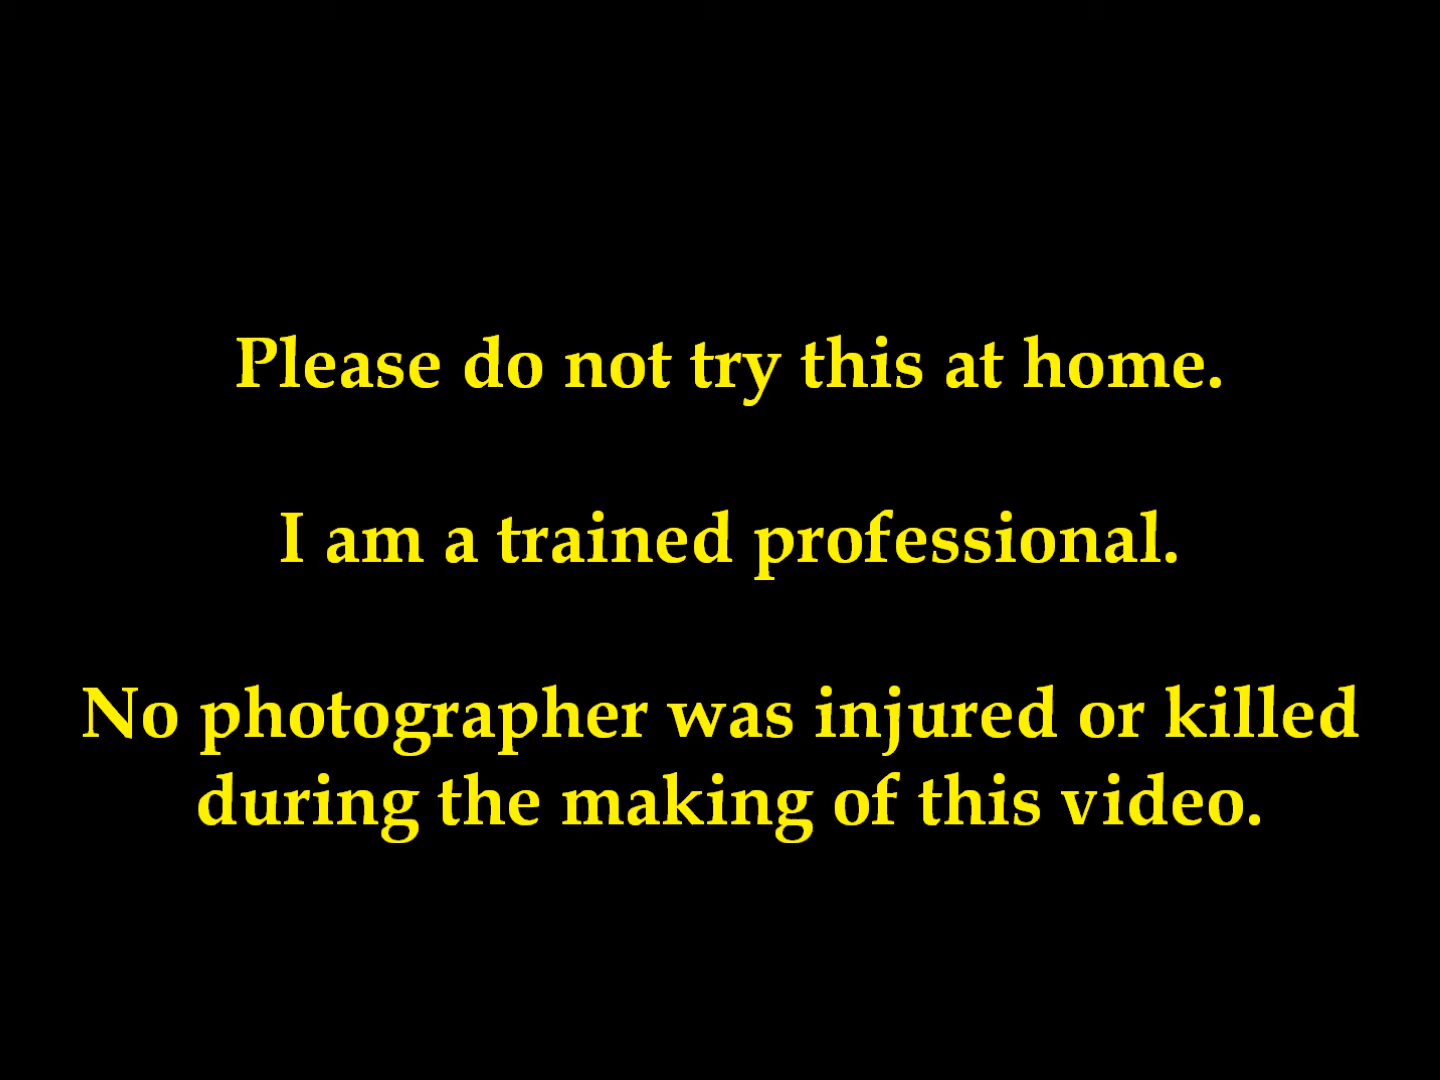 Please do not try this at home.
I am a trained professional.
No photographer was injured or killed
during the making of this video.